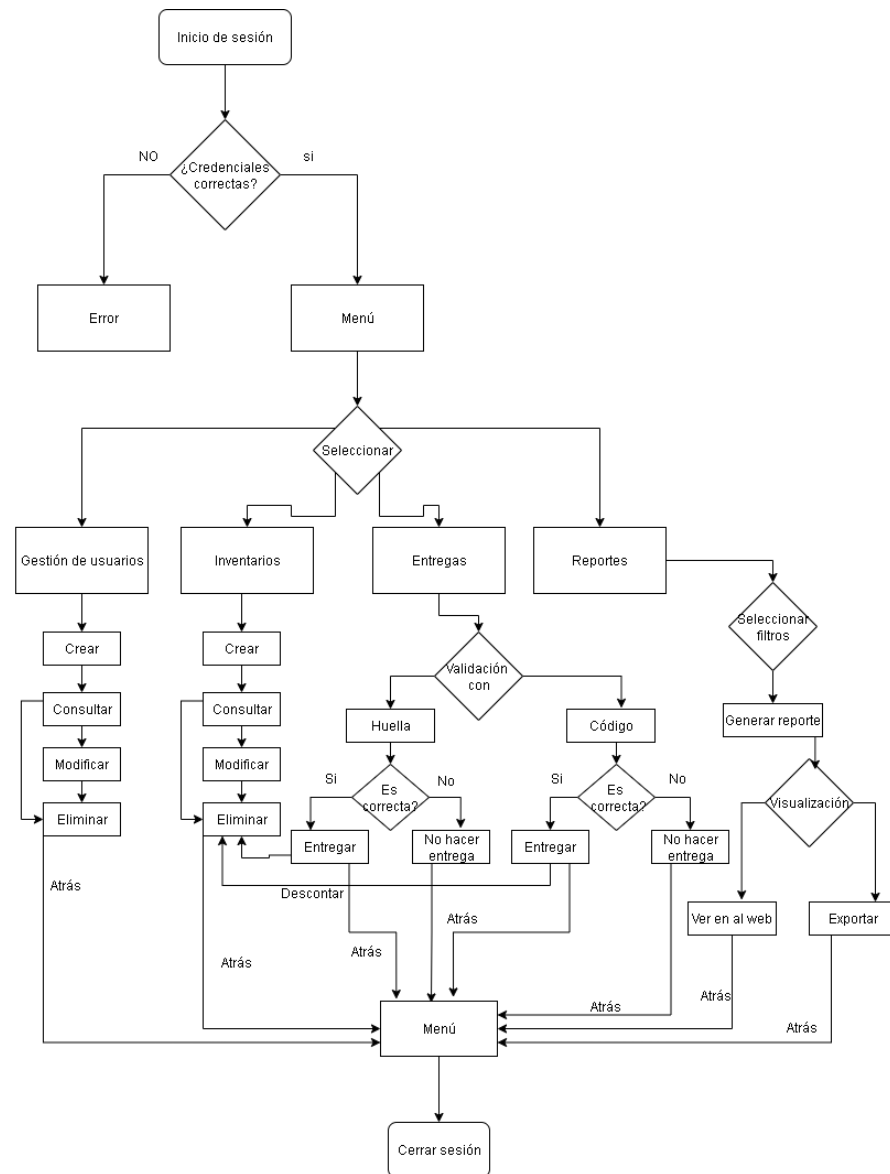 Inicio de sesión
NO
¿Credenciales
correctas?
si
Error
Menú
Seleccionar
Gestión de usuarios
Inventarios
Entregas
Reportes
Seleccionar
filtros
Crear
Crear
Validación
con
Consultar
Consultar
Huella
Código
Generar reporte
Modificar
Modificar
Si
Es
correcta?
No
Si
Es
correcta?
No
Visualización
Eliminar
Eliminar
Entregar
No hacer
entrega
Entregar
No hacer
entrega
Atrás
Descontar
Ver en al web
Exportar
Atrás
Atrás
Atrás
Atrás
Atrás
Atrás
Menú
Cerrar sesión